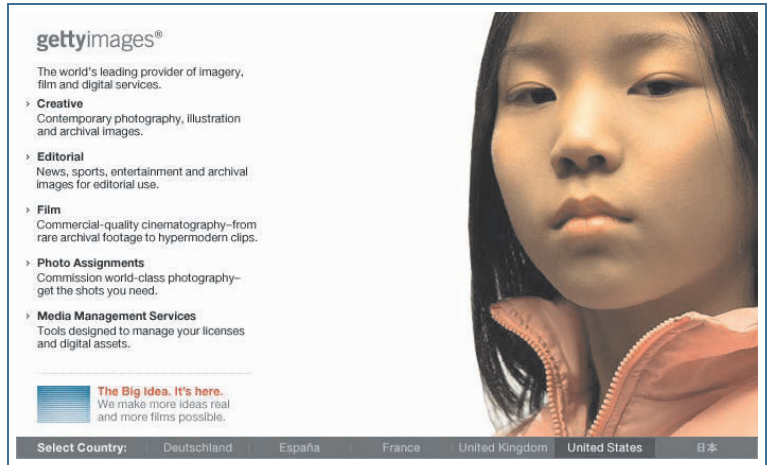 gettyimages®
The world's leading provider of imagery,
film and digital services.
› Creative
Contemporary photography, illustration
and archival images.
› Editorial
News, sports, entertainment and archival
images for editorial use.
› Film
Commercial-quality cinematography–from
rare archival footage to hypermodern clips.
› Photo Assignments
Commission world-class photography–
get the shots you need.
› Media Management Services
Tools designed to manage your licenses
and digital assets.
The Big Idea. It's here.
We make more ideas real
and more films possible.
Select Country: Deutschland España France United Kingdom United States 日本